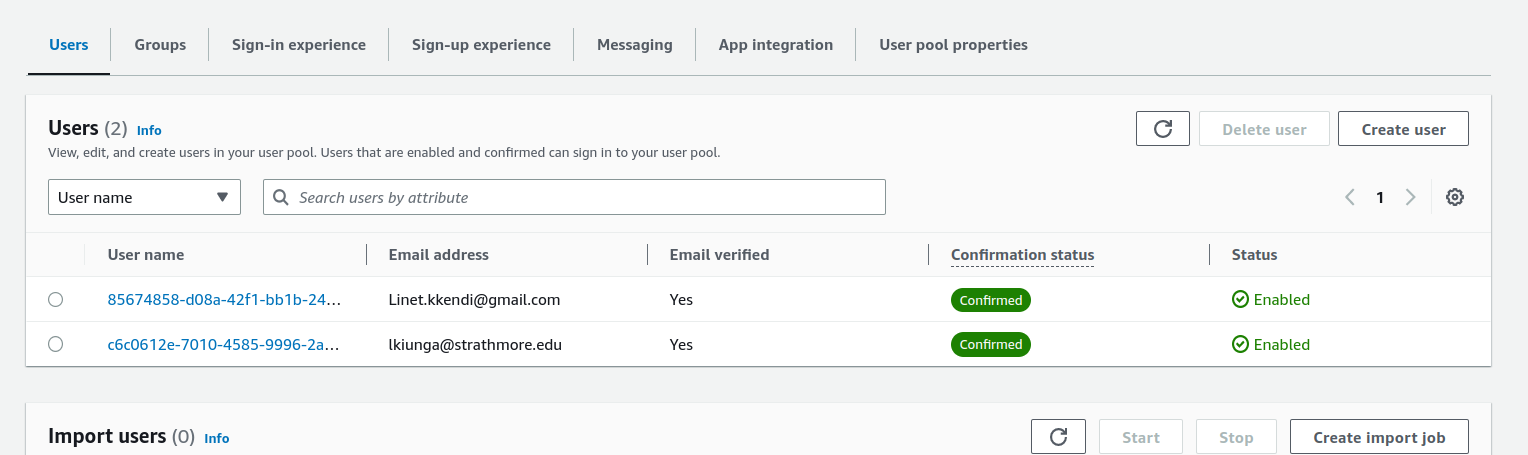 Users Groups Sign-in experience Sign-up experience Messaging App integration User pool properties
Users (2) Info
Delete user Create user
View, edit, and create users in your user pool. Users that are enabled and confirmed can sign in to your user pool.
User name Search users by attribute 1
User name Email address Email verified Confirmation status Status
85674858-d08a-42f1-bb1b-24... Linet.kkendi@gmail.com Yes Confirmed Enabled
c6c0612e-7010-4585-9996-2a... lkiunga@strathmore.edu Yes Confirmed Enabled
Import users (0) Info Start Stop Create import job